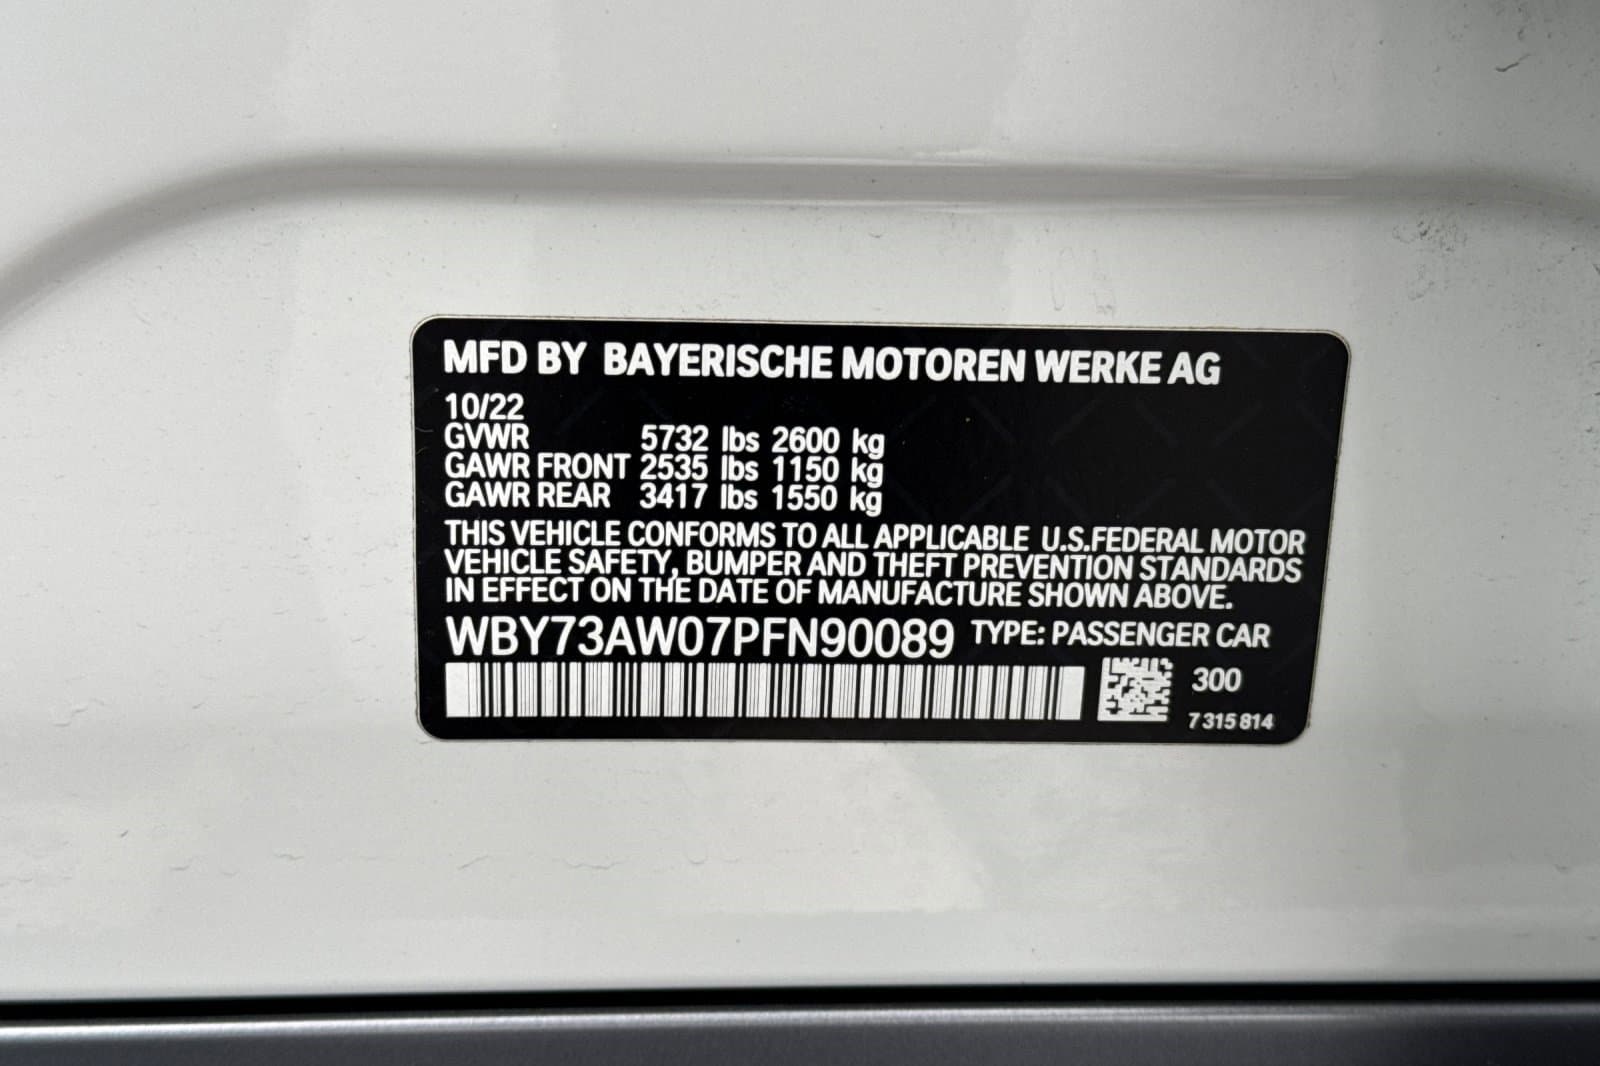 MFD BY BAYERISCHE MOTOREN WERKE AG
10/22
GVWR 5732 lbs 2600 kg
GAWR FRONT 2535 lbs 1150 kg
GAWR REAR 3417 lbs 1550 kg
THIS VEHICLE CONFORMS TO ALL APPLICABLE U.S.FEDERAL MOTOR
VEHICLE SAFETY, BUMPER AND THEFT PREVENTION STANDARDS
IN EFFECT ON THE DATE OF MANUFACTURE SHOWN ABOVE.
WBY73AW07PFN90089 TYPE: PASSENGER CAR
300
7 315 814